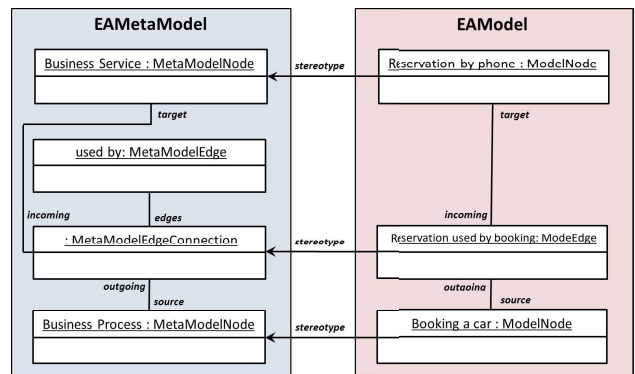 EAMetaModel
EAModel
Business Service : MetaModelNode
stereotype
Reservation by phone : ModelNode
target
target
used by: MetaModelEdge
incoming
edges
incoming
: MetaModelEdgeConnection
stereotype
Reservation used by booking: ModeEdge
outgoing
source
outgoing
source
Business Process : MetaModelNode
stereotype
Booking a car : ModelNode